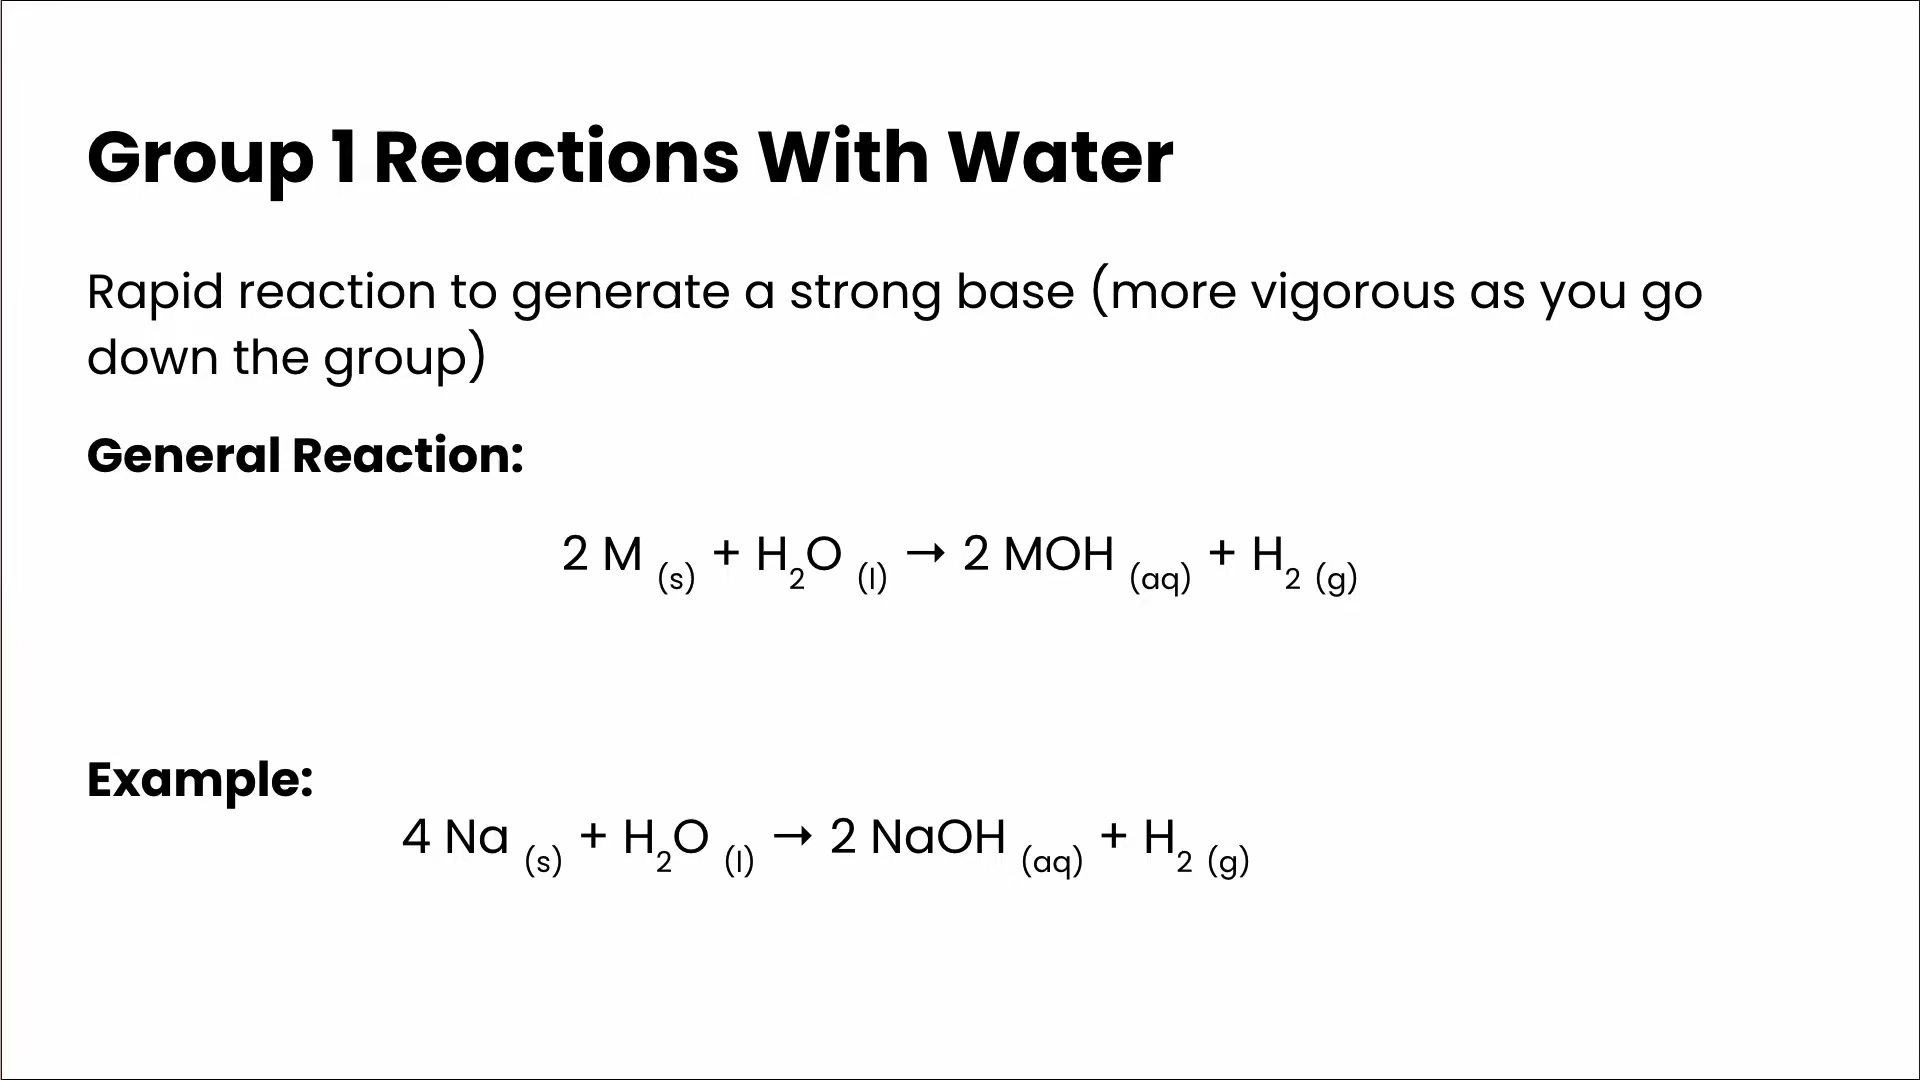 Group 1 Reactions With Water
Rapid reaction to generate a strong base (more vigorous as you go
down the group)
General Reaction:
2 M (s) + H₂O (l) → 2 MOH (aq) + H₂ (g)
Example:
4 Na (s) + H₂O (l) → 2 NaOH (aq) + H₂ (g)